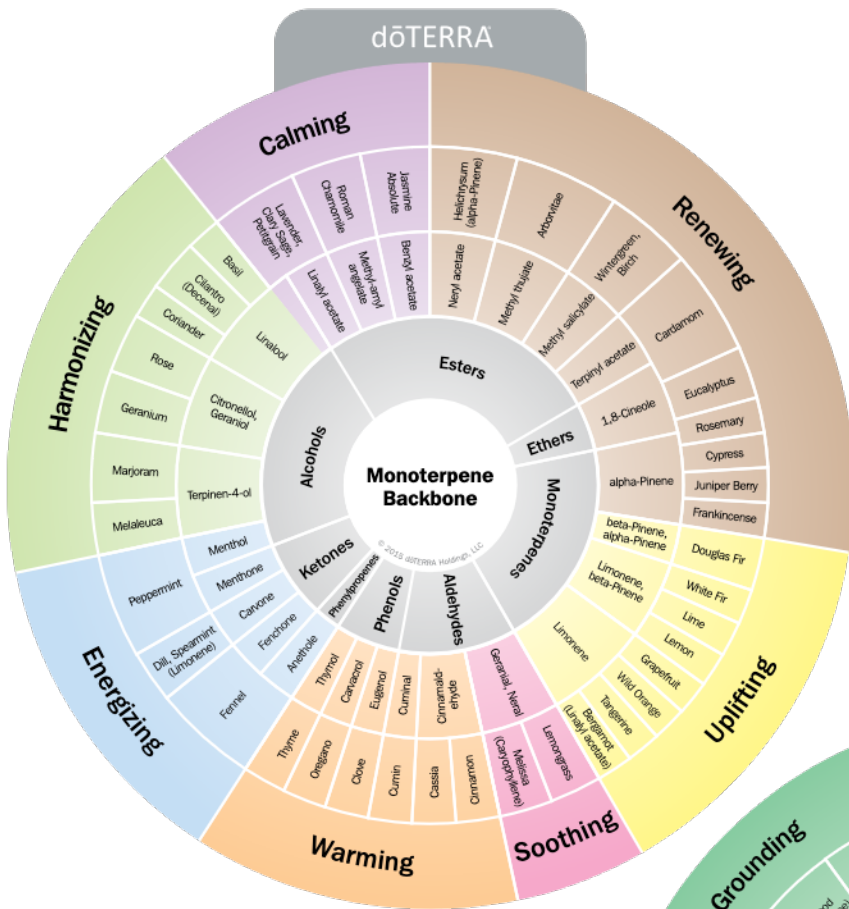 dōTERRA
Calming
Lavender,
Clary Sage,
Petitgrain
Roman
Chamomile
Jasmine
Absolute
Linalyl acetate
Methyl-amyl
angelate
Benzyl acetate
Renewing
Helichrysum
(alpha-Pinene)
Arborvitae
Wintergreen,
Birch
Cardamom
Eucalyptus
Rosemary
Cypress
Juniper Berry
Frankincense
Neryl acetate
Methyl thujate
Methyl salicylate
Terpinyl acetate
1,8-Cineole
alpha-Pinene
Harmonizing
Basil
Cilantro
(Decenal)
Coriander
Rose
Geranium
Marjoram
Melaleuca
Linalool
Citronellol,
Geraniol
Terpinen-4-ol
Esters
Ethers
Monoterpenes
Aldehydes
Phenols
Phenylpropenes
Ketones
Alcohols
Monoterpene
Backbone
© 2015 dōTERRA Holdings, LLC
Energizing
Peppermint
Dill, Spearmint
(Limonene)
Fennel
Menthol
Menthone
Carvone
Fenchone
Anethole
Warming
Thymol
Carvacrol
Eugenol
Cuminal
Cinnamald-
ehyde
Thyme
Oregano
Clove
Cumin
Cassia
Cinnamon
Soothing
Geranial, Neral
Melissa
(Caryophyllene)
Lemongrass
Uplifting
beta-Pinene,
alpha-Pinene
Limonene,
beta-Pinene
Limonene
Douglas Fir
White Fir
Lime
Lemon
Grapefruit
Wild Orange
Tangerine
Bergamot
(Linalyl acetate)
Grounding